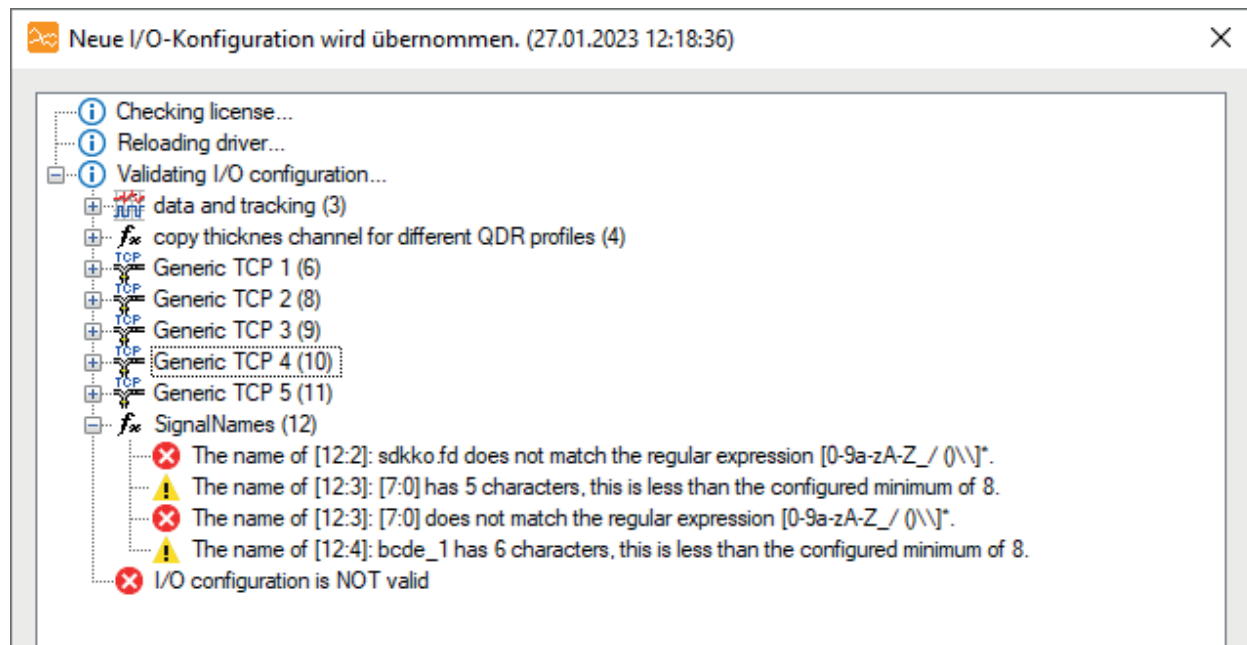 Neue I/O-Konfiguration wird übernommen. (27.01.2023 12:18:36)
Checking license...
Reloading driver...
Validating I/O configuration...
data and tracking (3)
copy thicknes channel for different QDR profiles (4)
TCP Generic TCP 1 (6)
TCP Generic TCP 2 (8)
TCP Generic TCP 3 (9)
TCP Generic TCP 4 (10)
TCP Generic TCP 5 (11)
fx SignalNames (12)
The name of [12:2]: sdkko.fd does not match the regular expression [0-9a-zA-Z_/ ()\\]*.
The name of [12:3]: [7:0] has 5 characters, this is less than the configured minimum of 8.
The name of [12:3]: [7:0] does not match the regular expression [0-9a-zA-Z_/ ()\\]*.
The name of [12:4]: bcde_1 has 6 characters, this is less than the configured minimum of 8.
I/O configuration is NOT valid